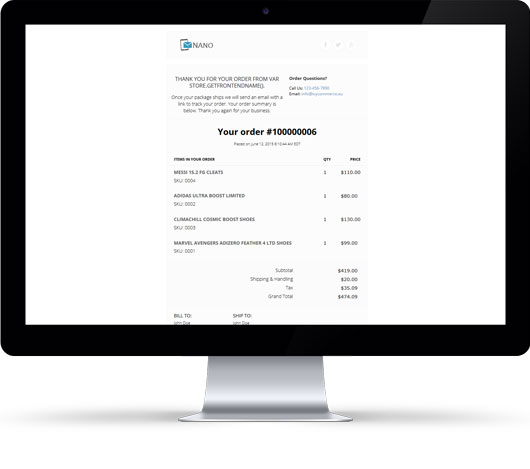 NANO
THANK YOU FOR YOUR ORDER FROM VAR
STORE.GETFRONTENDNAME().
Once your package ships we will send an email with a
link to track your order. Your order summary is
below. Thank you again for your business.
Order Questions?
Call Us: 123-456-7890
Email:
Your order #100000006
Placed on June 12, 2015 8:10:44 AM EDT
ITEMS IN YOUR ORDER QTY PRICE
MESSI 15.2 FG CLEATS 1 $110.00
SKU: 0004
ADIDAS ULTRA BOOST LIMITED 1 $80.00
SKU: 0002
CLIMACHILL COSMIC BOOST SHOES 1 $130.00
SKU: 0003
MARVEL AVENGERS ADIZERO FEATHER 4 LTD SHOES 1 $99.00
SKU: 0001
Subtotal $419.00
Shipping & Handling $20.00
Tax $35.09
Grand Total $474.09
BILL TO: SHIP TO:
John Doe John Doe